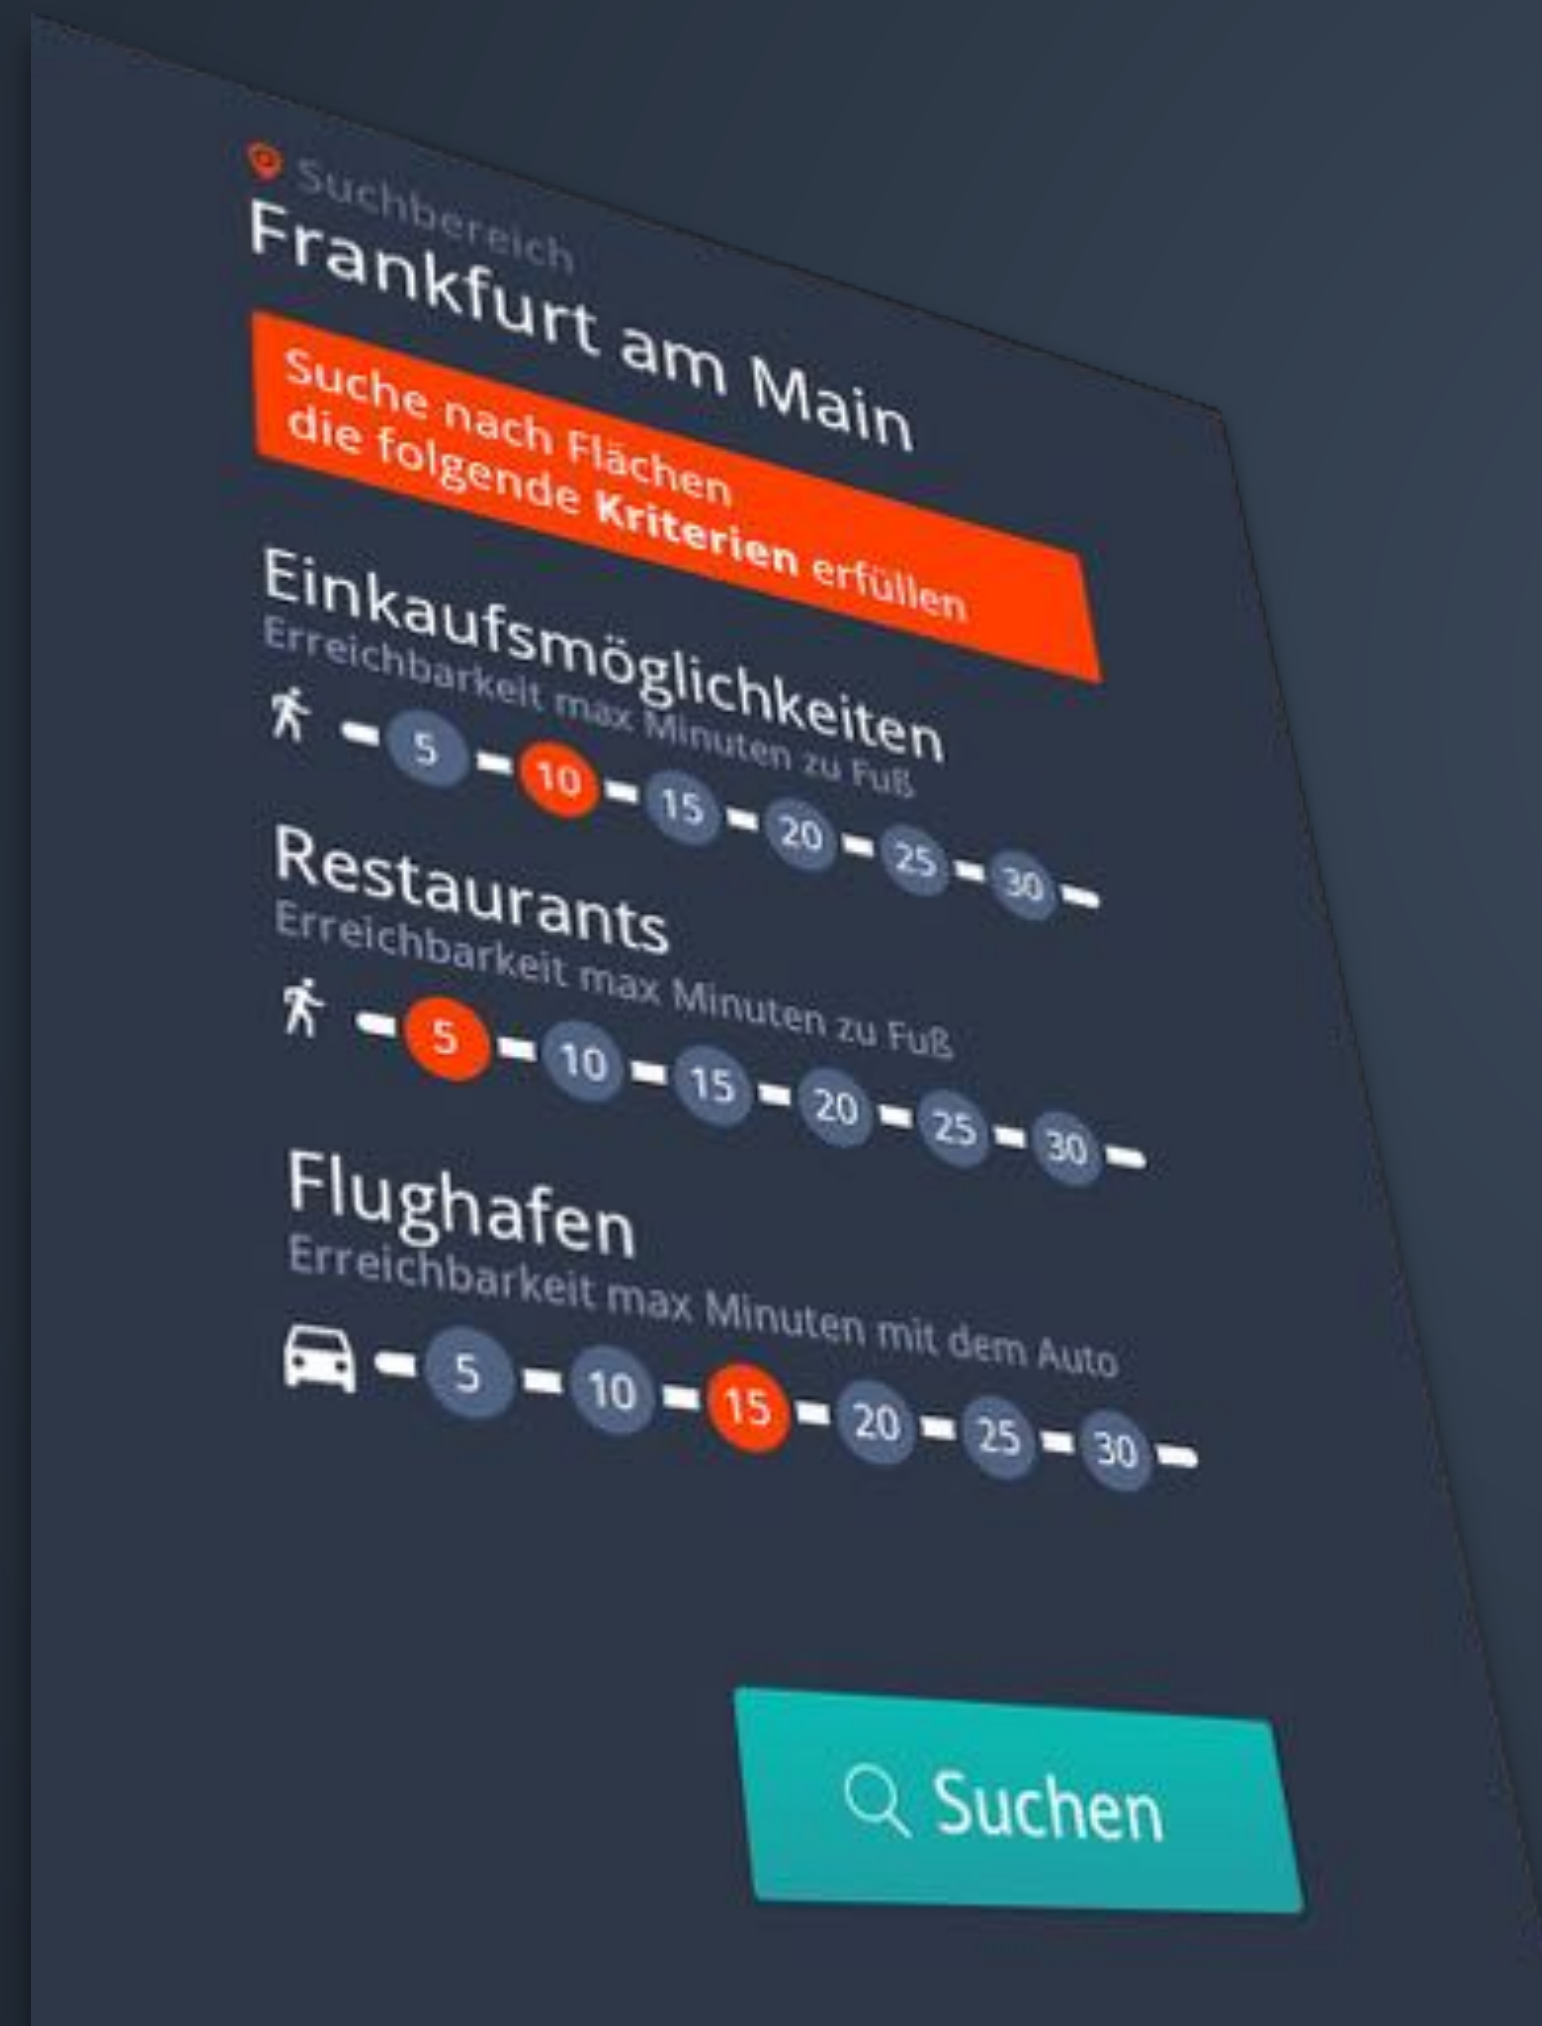 Suchbereich
Frankfurt am Main
Suche nach Flächen
die folgende Kriterien erfüllen
Einkaufsmöglichkeiten
Erreichbarkeit max Minuten zu Fuß
5 10 15 20 25 30
Restaurants
Erreichbarkeit max Minuten zu Fuß
5 10 15 20 25 30
Flughafen
Erreichbarkeit max Minuten mit dem Auto
5 10 15 20 25 30
Suchen